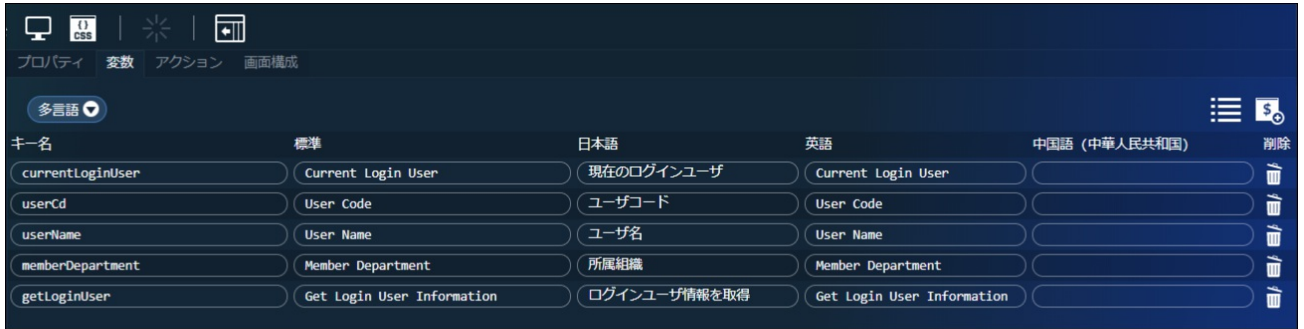 {} CSS
プロパティ 変数 アクション 画面構成
多言語
$
キー名 標準 日本語 英語 中国語 (中華人民共和国) 削除
currentLoginUser Current Login User 現在のログインユーザ Current Login User
userCd User Code ユーザコード User Code
userName User Name ユーザ名 User Name
memberDepartment Member Department 所属組織 Member Department
getLoginUser Get Login User Information ログインユーザ情報を取得 Get Login User Information